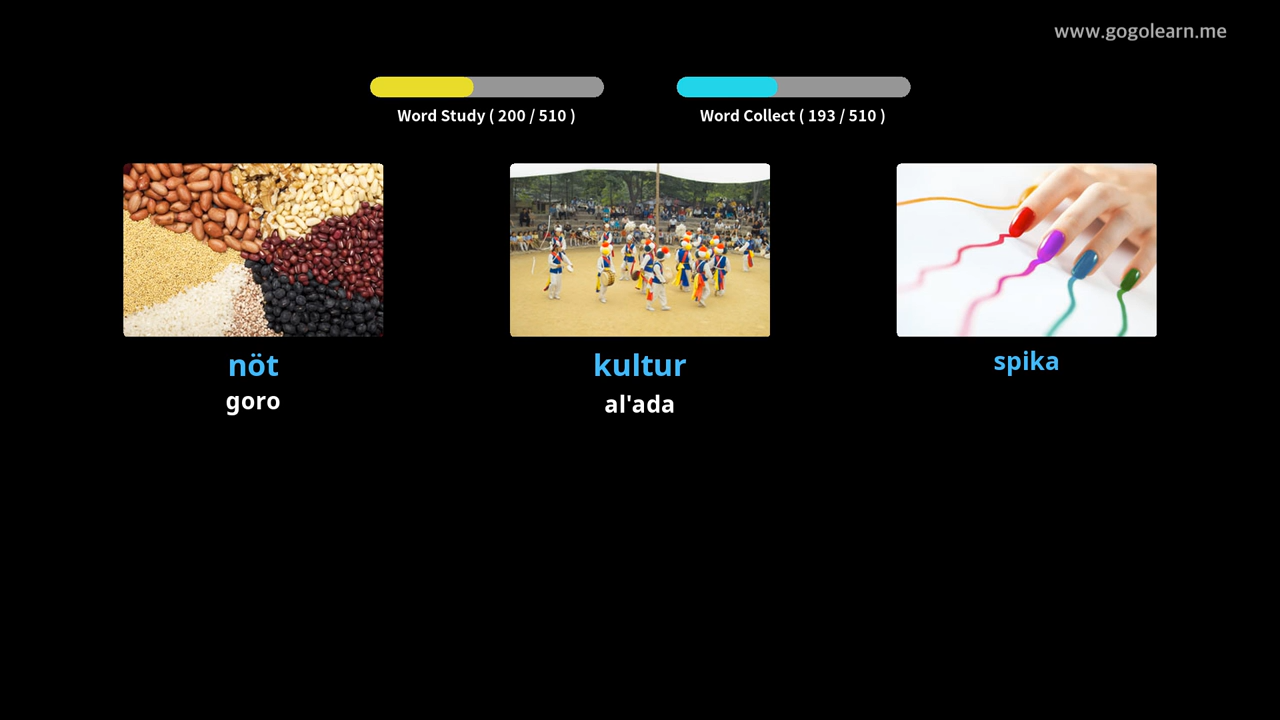 www.gogolearn.me
Word Study ( 200 / 510 )
Word Collect ( 193 / 510 )
nöt
goro
kultur
al'ada
spika